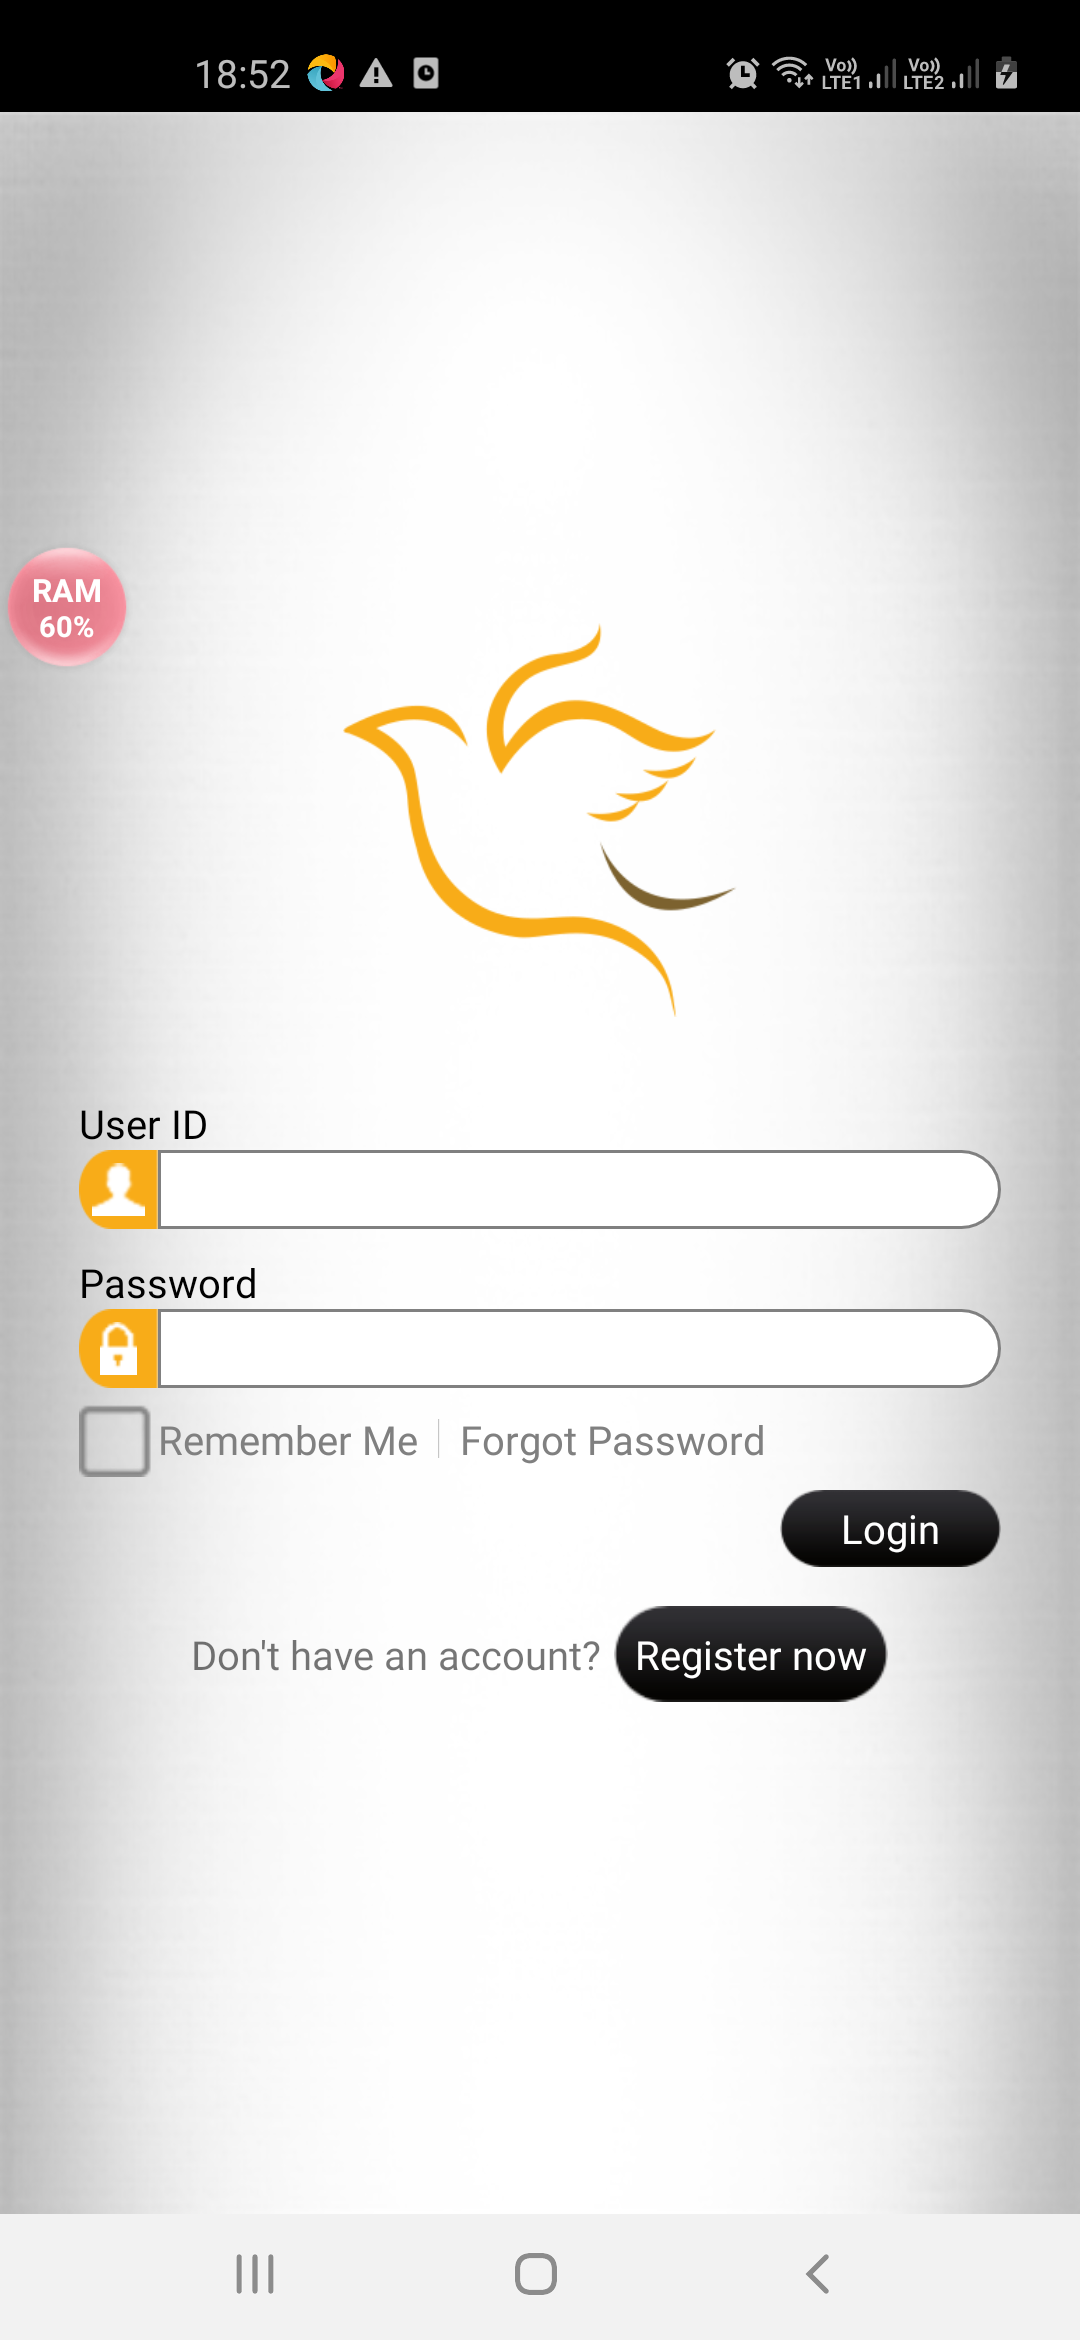 18:52
Vo)) LTE1 Vo)) LTE2
RAM
60%
User ID
Password
Remember Me
Forgot Password
Login
Don't have an account?
Register now